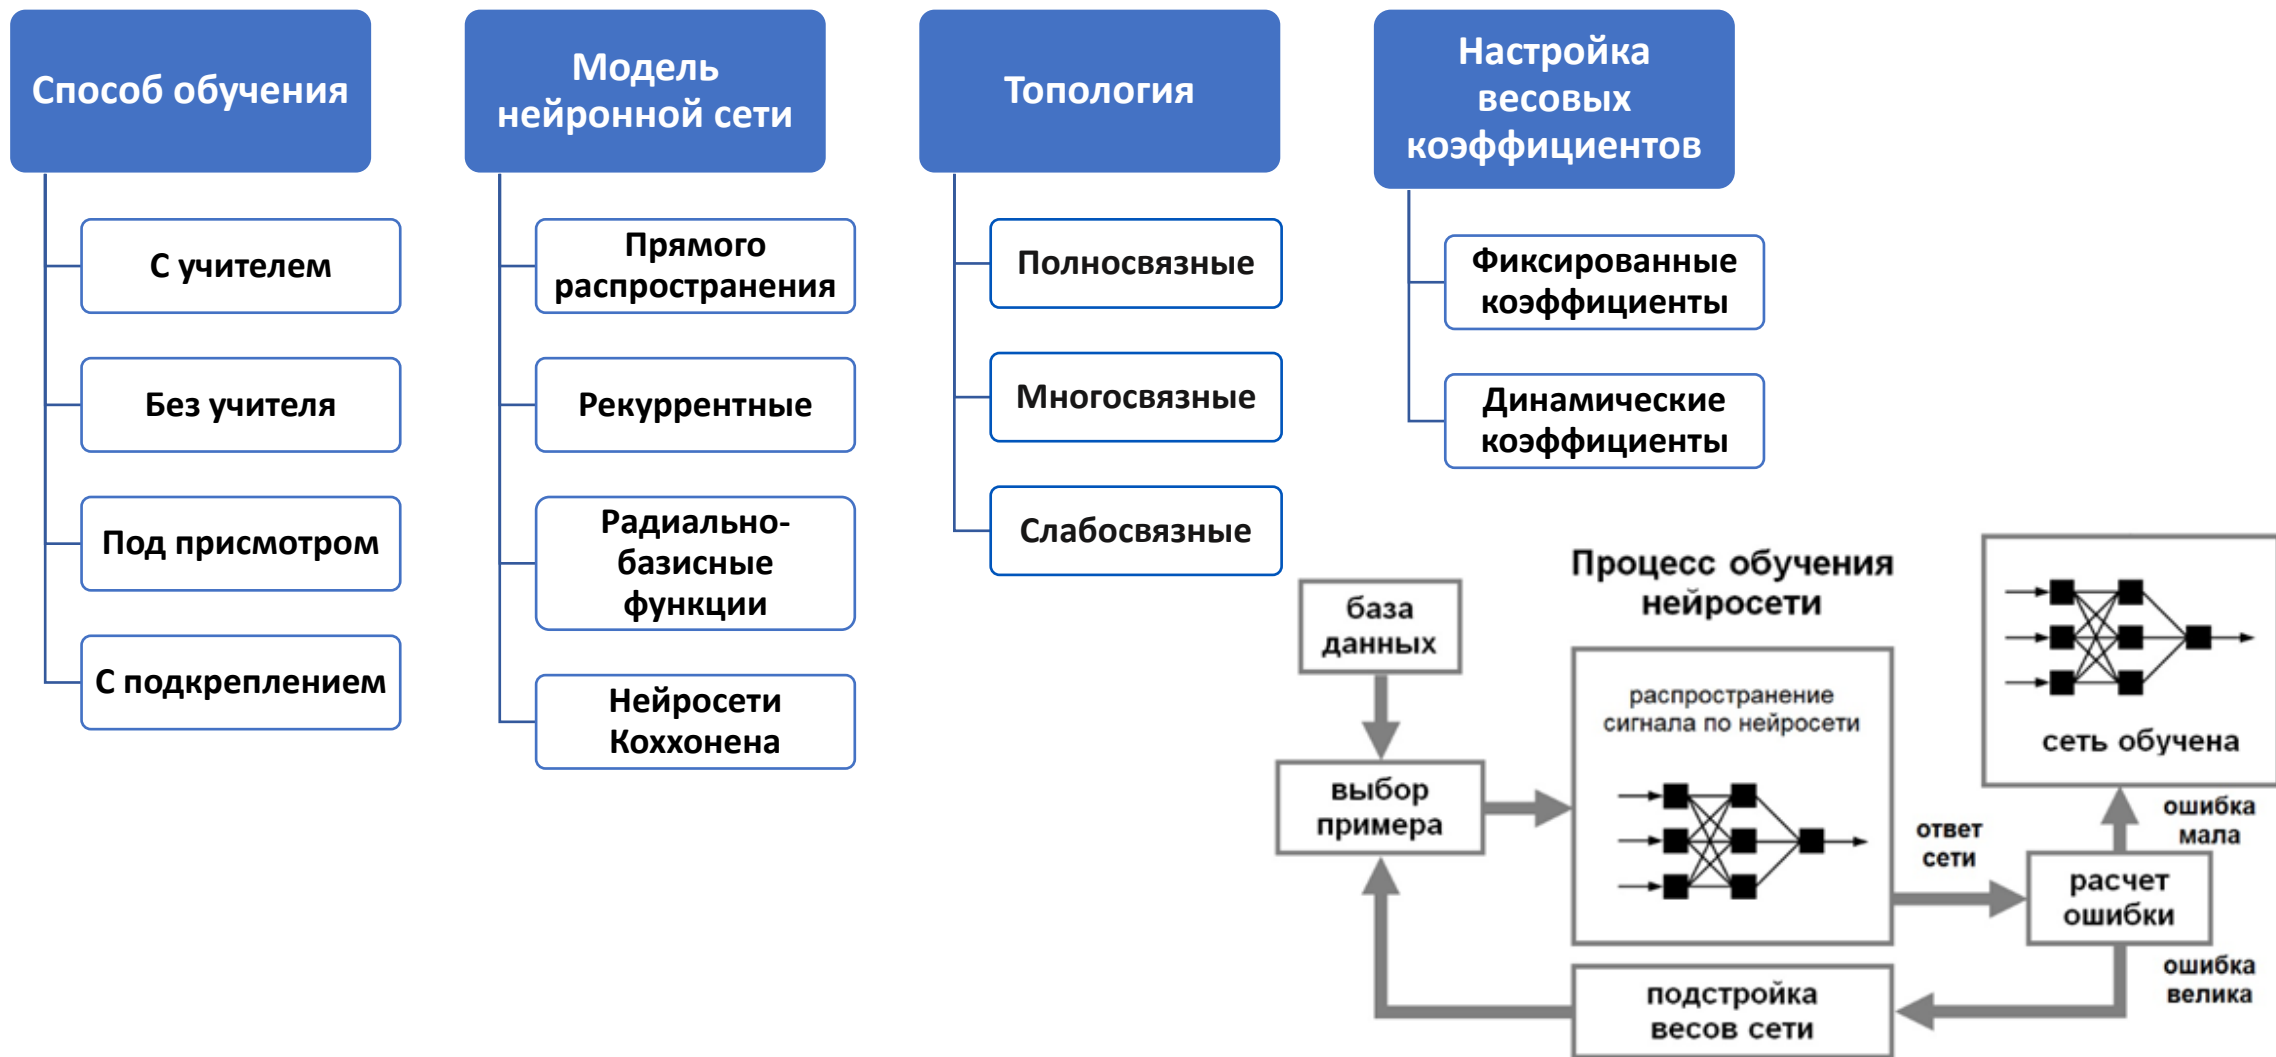 Способ обучения
С учителем
Без учителя
Под присмотром
С подкреплением
Модель
нейронной сети
Прямого
распространения
Рекуррентные
Радиально-
базисные
функции
Нейросети
Коххонена
Топология
Полносвязные
Многосвязные
Слабосвязные
Настройка
весовых
коэффициентов
Фиксированные
коэффициенты
Динамические
коэффициенты
Процесс обучения
нейросети
база
данных
выбор
примера
распространение
сигнала по нейросети
ответ
сети
расчет
ошибки
ошибка
мала
сеть обучена
ошибка
велика
подстройка
весов сети